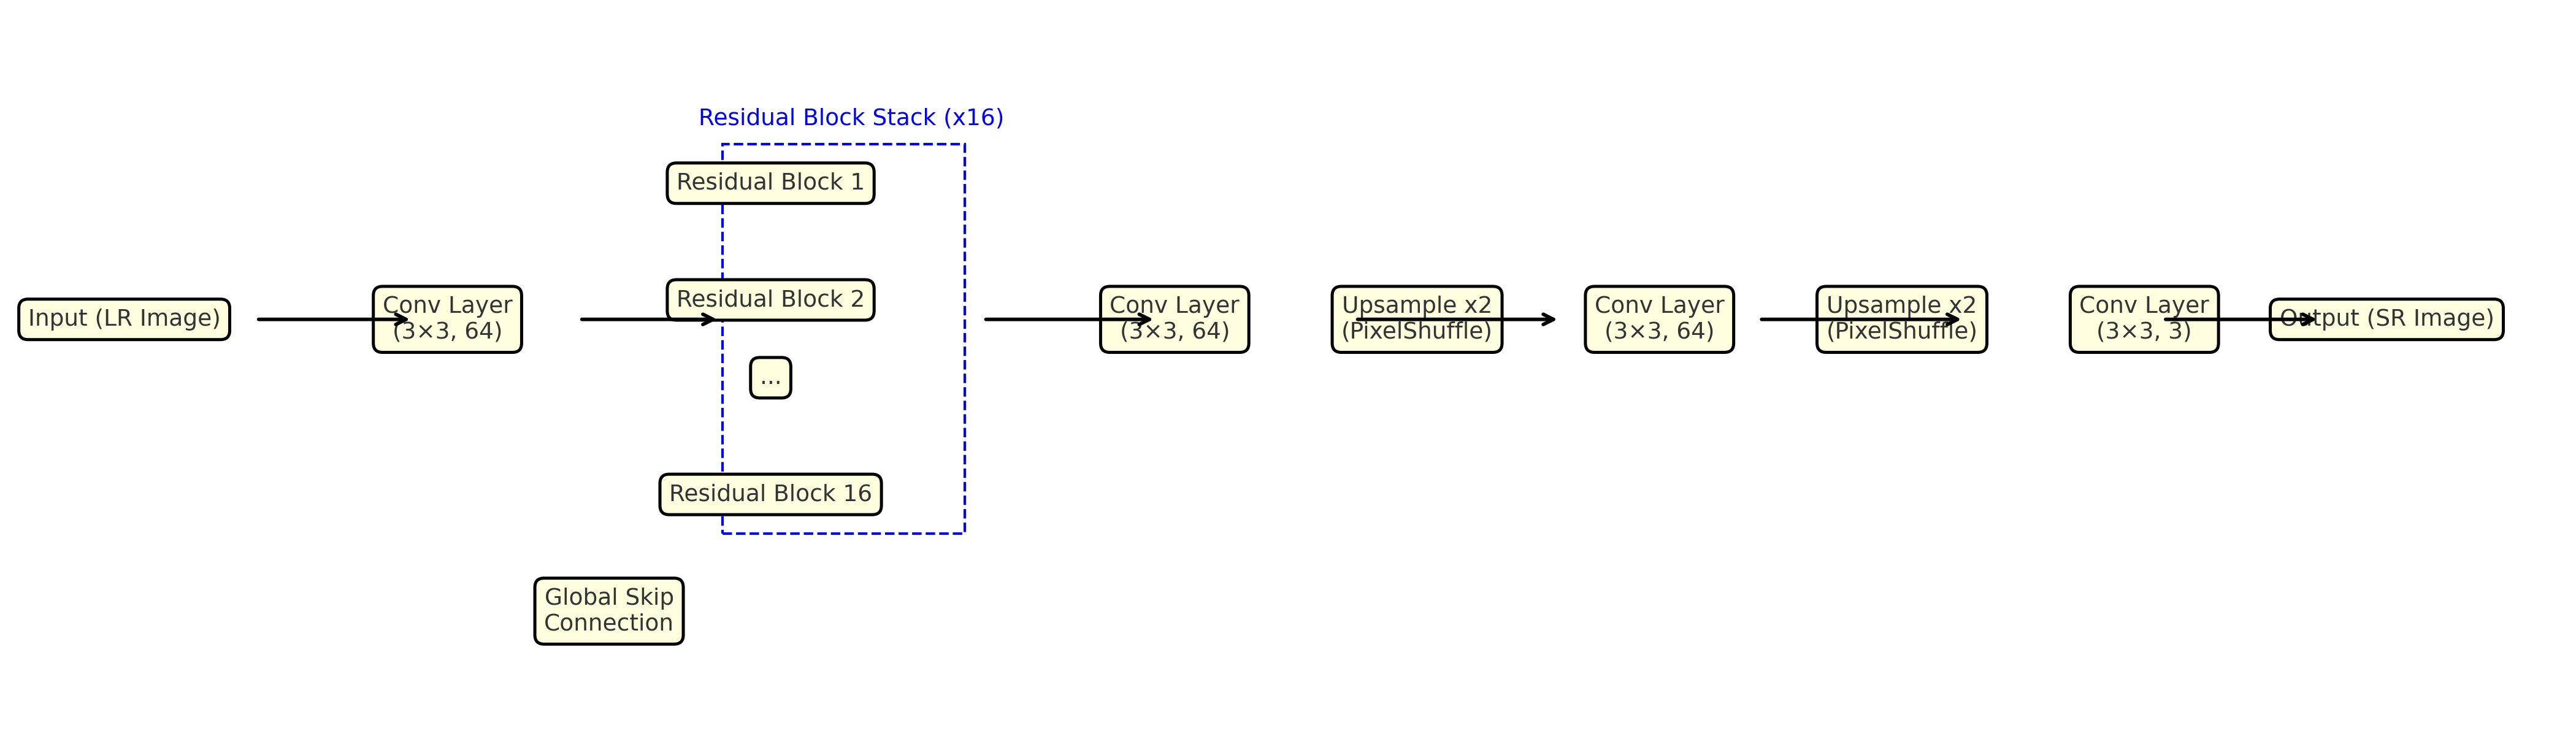 Residual Block Stack (x16)
Residual Block 1
Residual Block 2
...
Residual Block 16
Input (LR Image)
Conv Layer
(3×3, 64)
Conv Layer
(3×3, 64)
Upsample x2
(PixelShuffle)
Conv Layer
(3×3, 64)
Upsample x2
(PixelShuffle)
Conv Layer
(3×3, 3)
Output (SR Image)
Global Skip
Connection